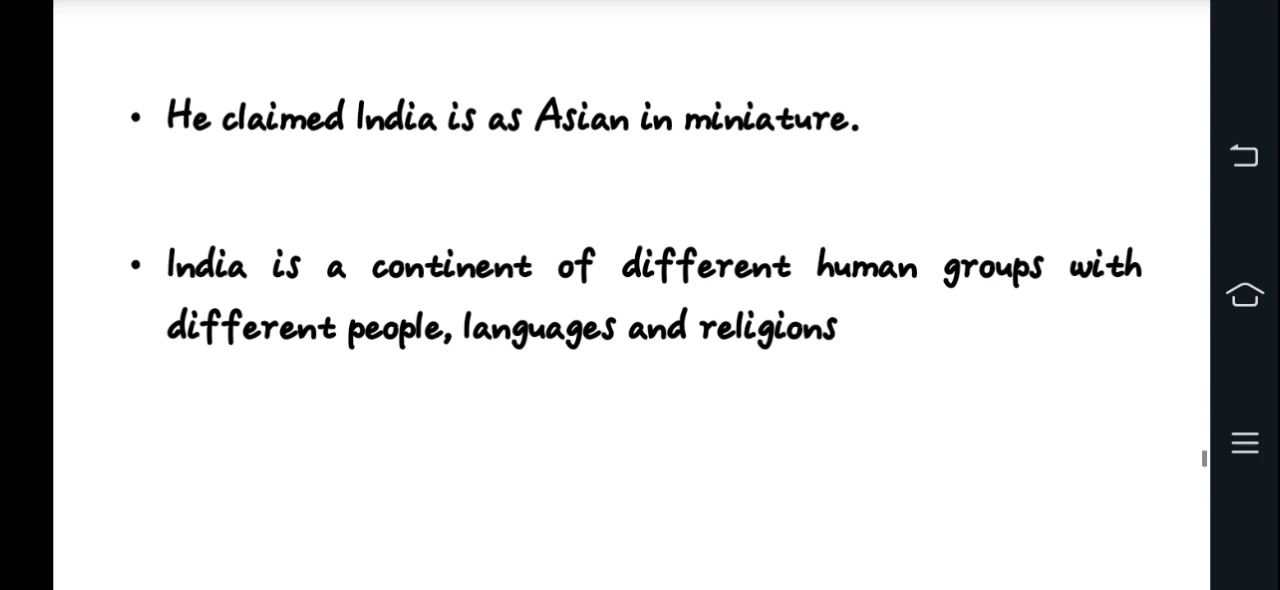 • He claimed India is as Asian in miniature.
• India is a continent of different human groups with
different people, languages and religions